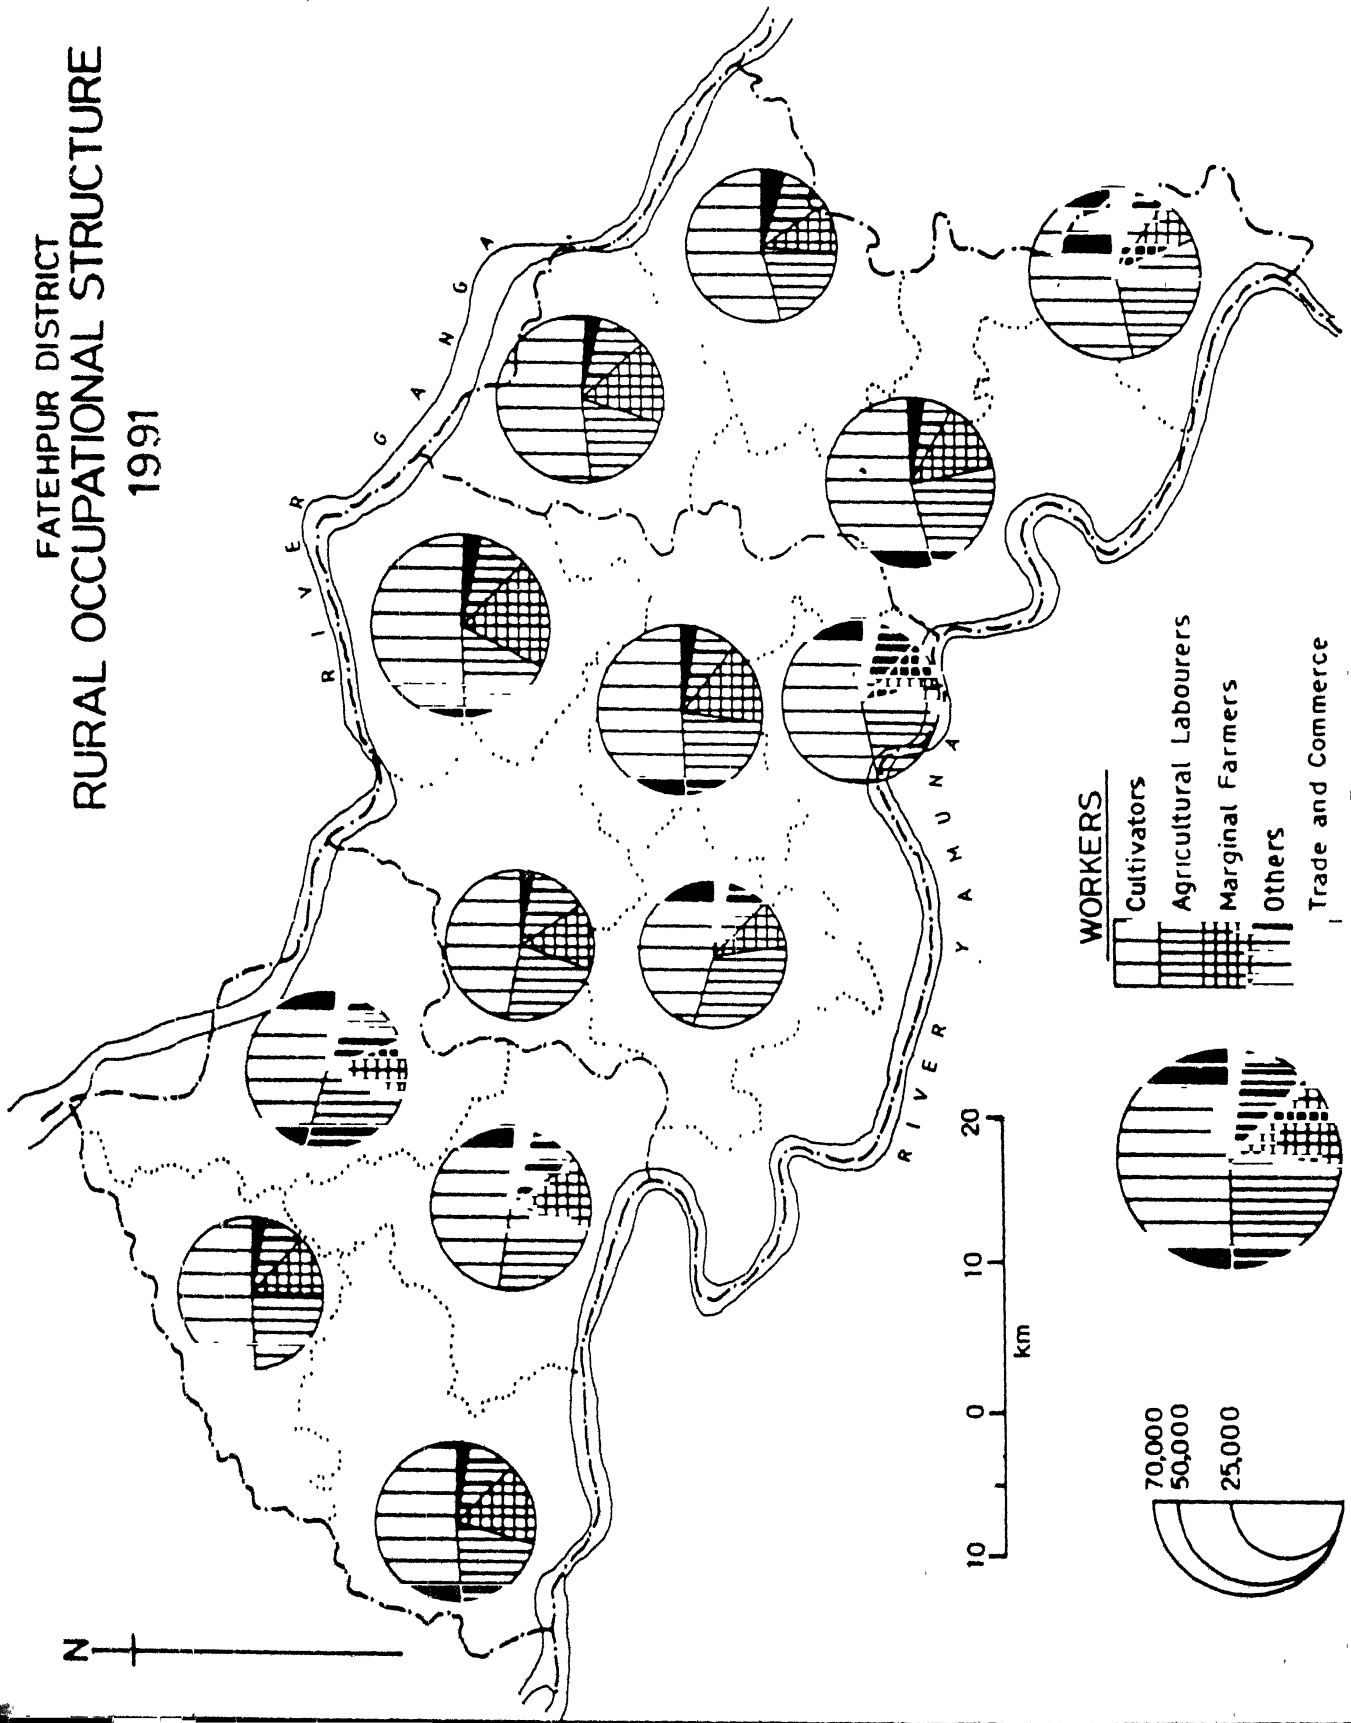 FATEHPUR DISTRICT
RURAL OCCUPATIONAL STRUCTURE
1991
N
RIVER GANGA
RIVER YAMUNA
10 0 10 20
km
WORKERS
Cultivators
Agricultural Labourers
Marginal Farmers
Others
Trade and Commerce
70,000
50,000
25,000